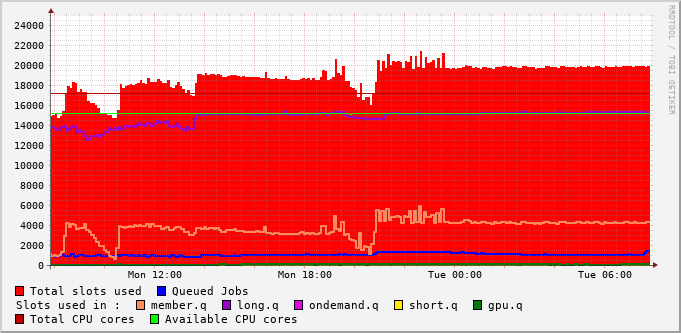 24000
22000
20000
18000
16000
14000
12000
10000
8000
6000
4000
2000
0
Mon 12:00 Mon 18:00 Tue 00:00 Tue 06:00
RRDTOOL / TOBI OETIKER
Total slots used Queued Jobs
Slots used in : member.q long.q ondemand.q short.q gpu.q
Total CPU cores Available CPU cores